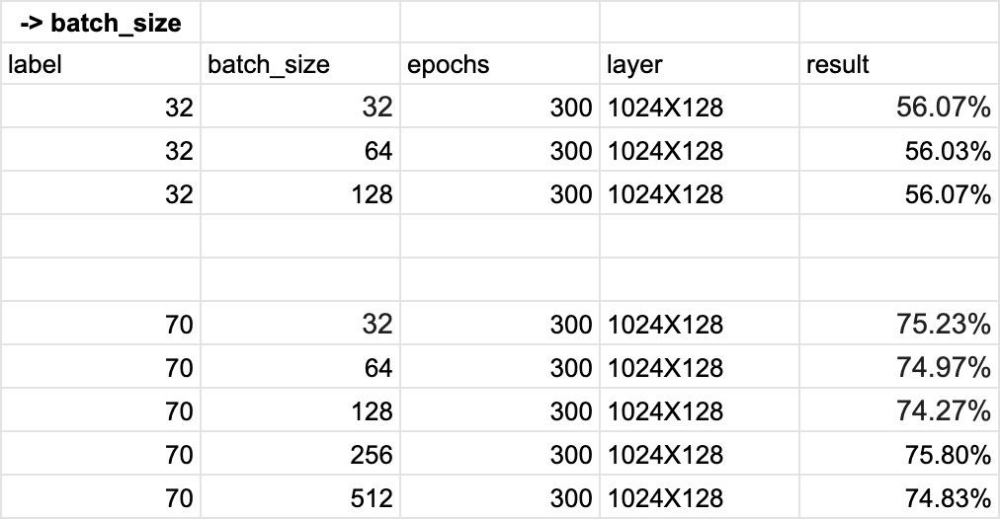 -> batch_size
label batch_size epochs layer result
32 32 300 1024X128 56.07%
32 64 300 1024X128 56.03%
32 128 300 1024X128 56.07%
70 32 300 1024X128 75.23%
70 64 300 1024X128 74.97%
70 128 300 1024X128 74.27%
70 256 300 1024X128 75.80%
70 512 300 1024X128 74.83%